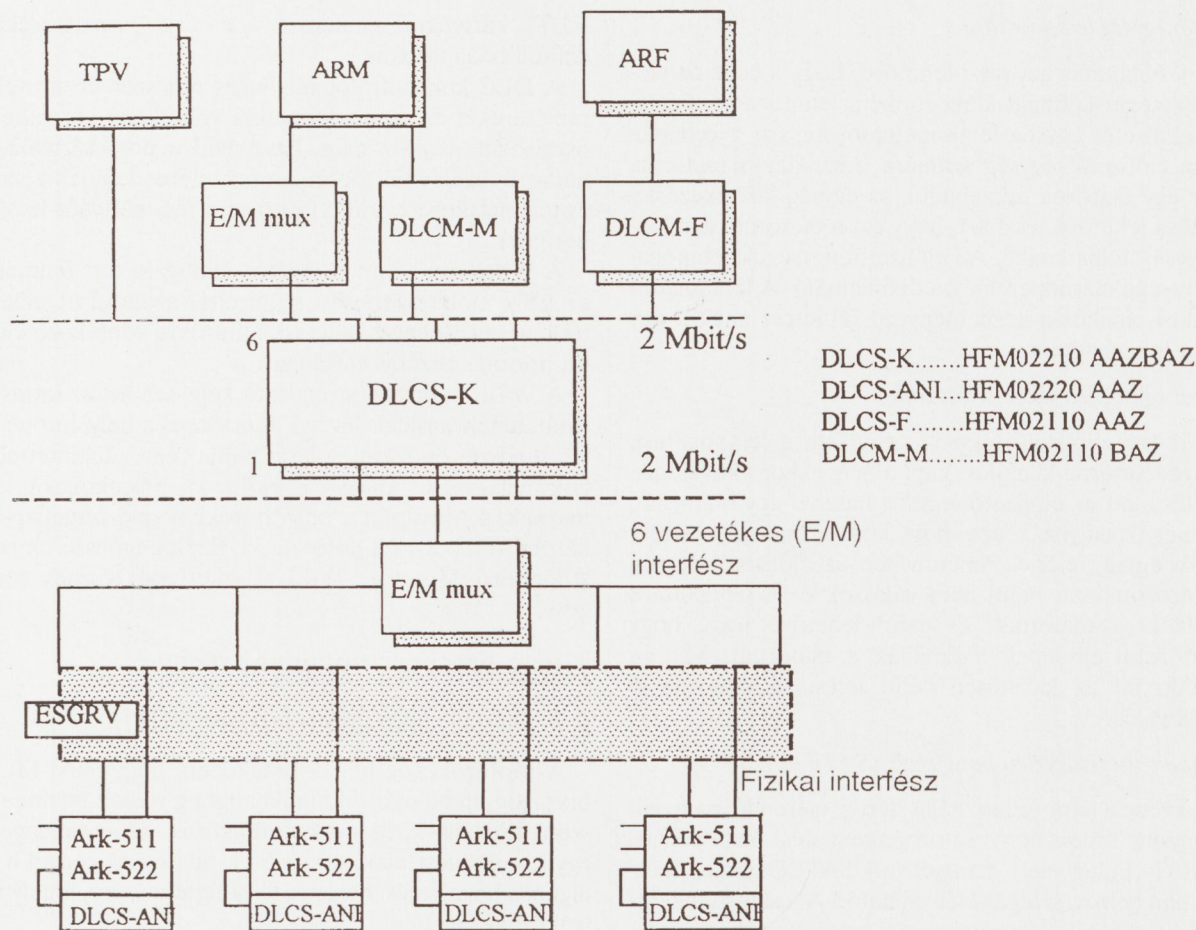 TPV
ARM
ARF
E/M mux
DLCM-M
DLCM-F
6
2 Mbit/s
DLCS-K
1
2 Mbit/s
DLCS-K.......HFM02210 AAZBAZ
DLCS-ANI...HFM02220 AAZ
DLCS-F........HFM02110 AAZ
DLCM-M........HFM02110 BAZ
6 vezetékes (E/M)
interfész
E/M mux
ESGRV
Fizikai interfész
Ark-511
Ark-522
DLCS-ANI
Ark-511
Ark-522
DLCS-ANI
Ark-511
Ark-522
DLCS-ANI
Ark-511
Ark-522
DLCS-ANI